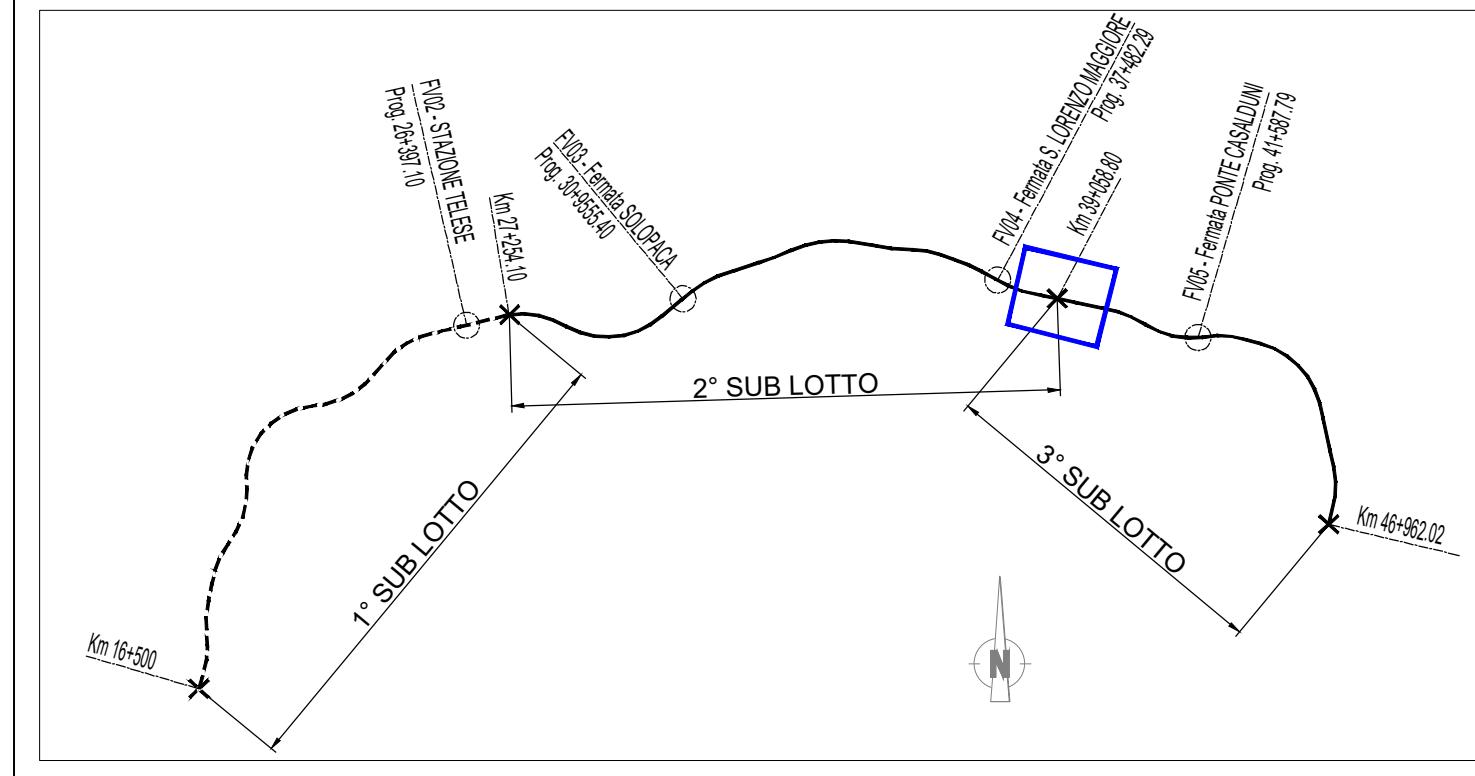 FV02 - STAZIONE TELESE
Prog. 26+397.10
Km 27+254.10
FV03 - Fermata SOLOPACA
Prog. 30+9555.40
FV04 - Fermata S. LORENZO MAGGIORE
Prog. 37+482.29
Km 39+058.80
FV05 - Fermata PONTE CASALDUNI
Prog. 41+587.79
2° SUB LOTTO
1° SUB LOTTO
3° SUB LOTTO
Km 46+962.02
Km 16+500
N